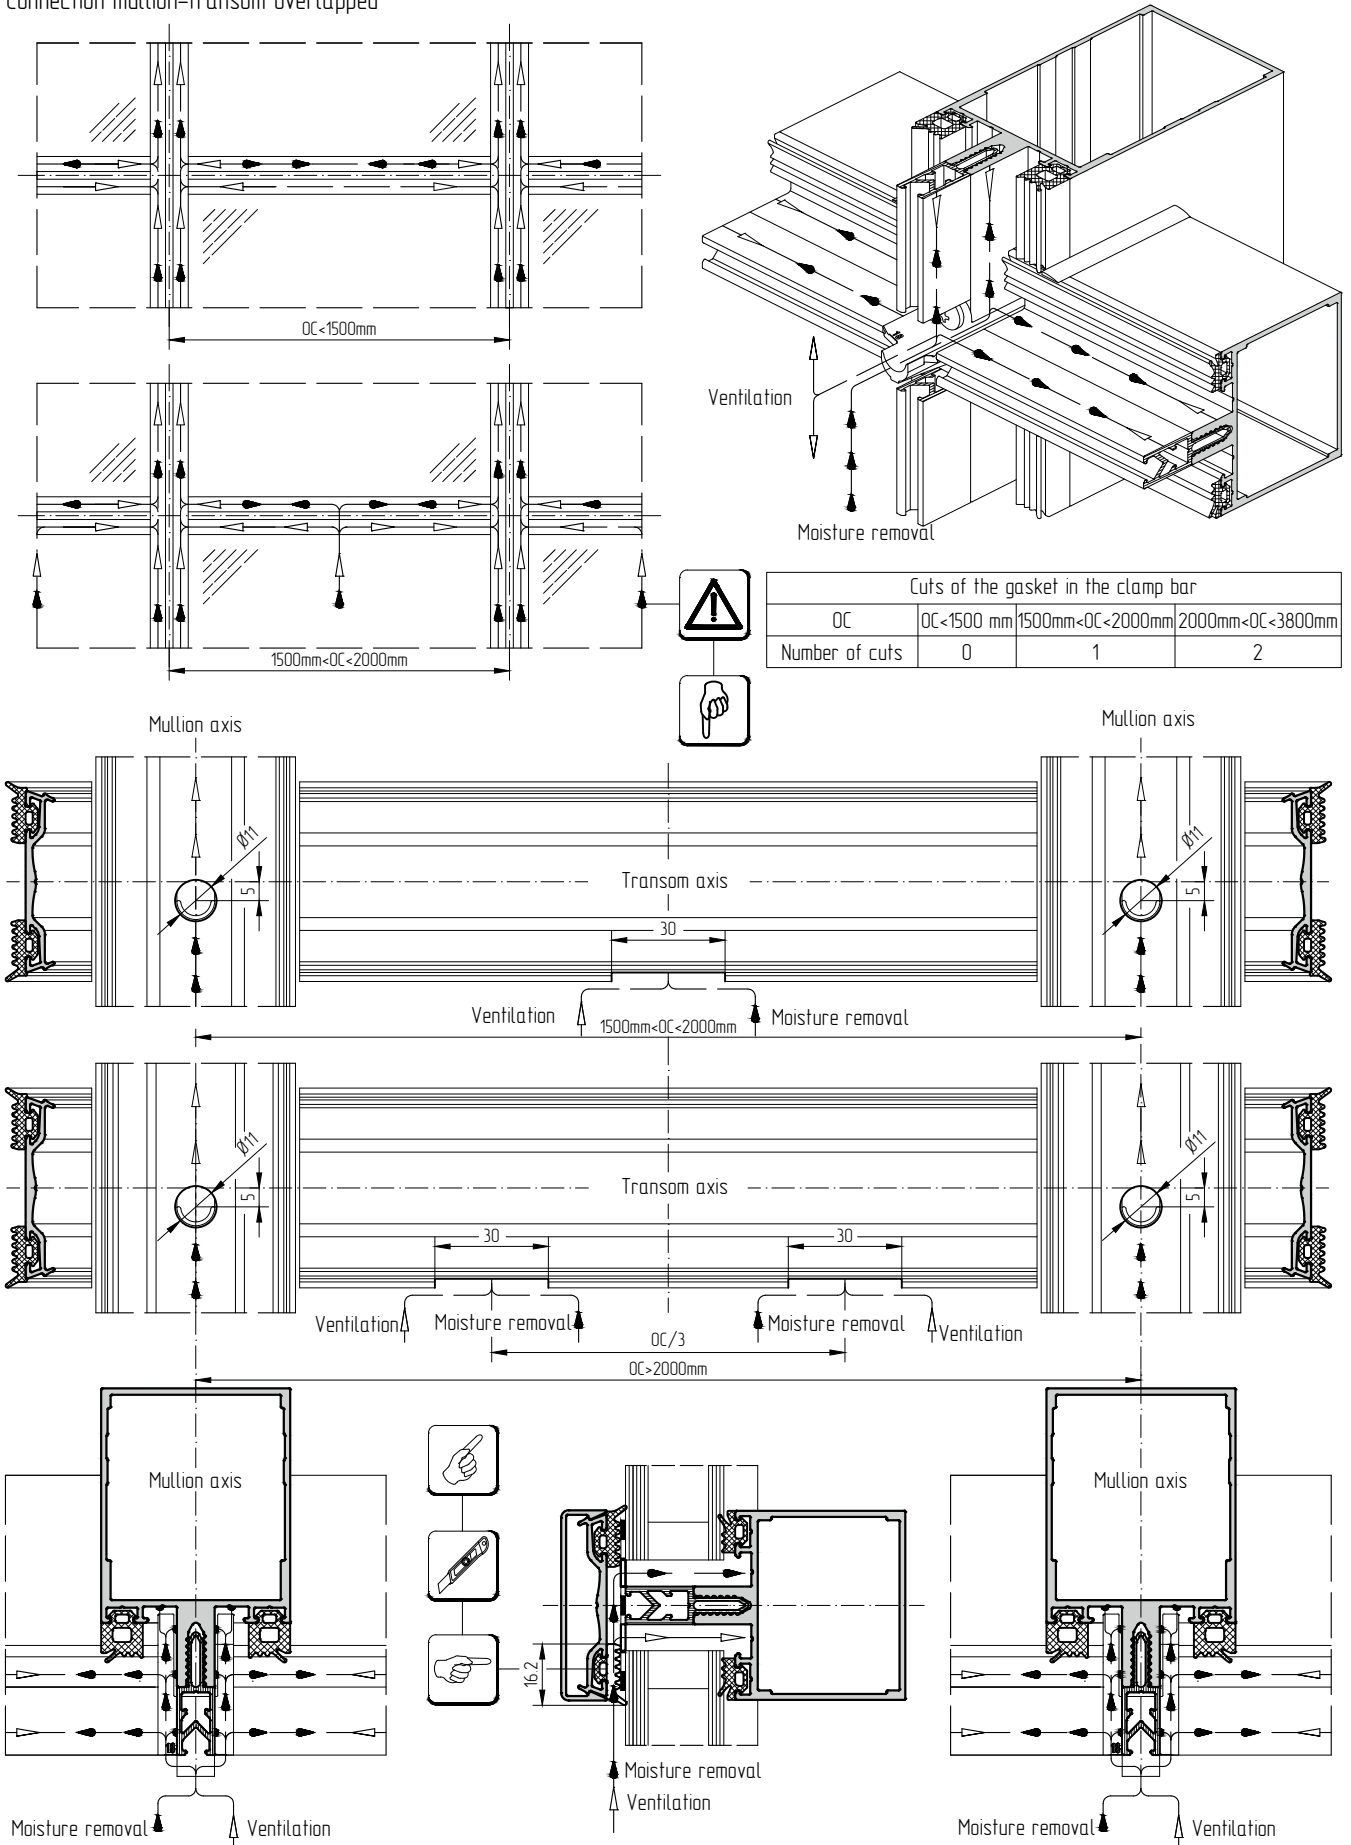 Connection Mullion-Transom overlapped
OC<1500mm
Ventilation
Moisture removal
1500mm<OC<2000mm
Cuts of the gasket in the clamp bar
OC OC<1500 mm 1500mm<OC<2000mm 2000mm<OC<3800mm
Number of cuts 0 1 2
Mullion axis
Mullion axis
Ø11
5
Transom axis
Ø11
5
30
Ventilation
Moisture removal
1500mm<OC<2000mm
Ø11
5
Transom axis
Ø11
5
30
30
Ventilation
Moisture removal
Moisture removal
Ventilation
OC/3
OC>2000mm
Mullion axis
Mullion axis
16.2
Moisture removal
Ventilation
Moisture removal
Ventilation
Moisture removal
Ventilation